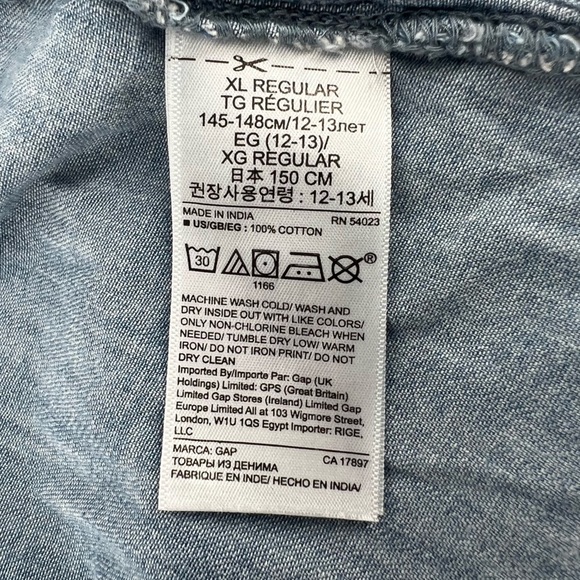 XL REGULAR
TG RÉGULIER
145-148см/12-13лет
EG (12-13)/
XG REGULAR
日本 150 CM
권장사용연령 : 12-13세
MADE IN INDIA RN 54023
■ US/GB/EG : 100% COTTON
30
®
1166
MACHINE WASH COLD/ WASH AND
DRY INSIDE OUT WITH LIKE COLORS/
ONLY NON-CHLORINE BLEACH WHEN
NEEDED/ TUMBLE DRY LOW/ WARM
IRON/ DO NOT IRON PRINT/ DO NOT
DRY CLEAN
Imported By/Importe Par: Gap (UK
Holdings) Limited: GPS (Great Britain)
Limited Gap Stores (Ireland) Limited Gap
Europe Limited All at 103 Wigmore Street,
London, W1U 1QS Egypt Importer: RIGE,
LLC
MARCA: GAP CA 17897
ТОВАРЫ ИЗ ДЕНИМА
FABRIQUE EN INDE/ HECHO EN INDIA/